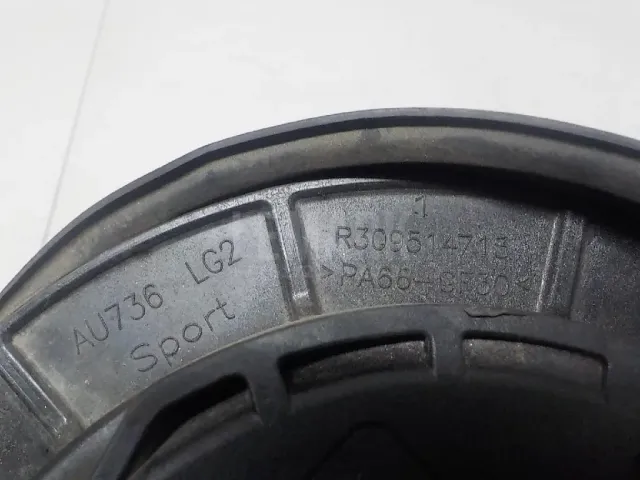 AU736 LG2
Sport
1
R309514713
>PA66-GF30<